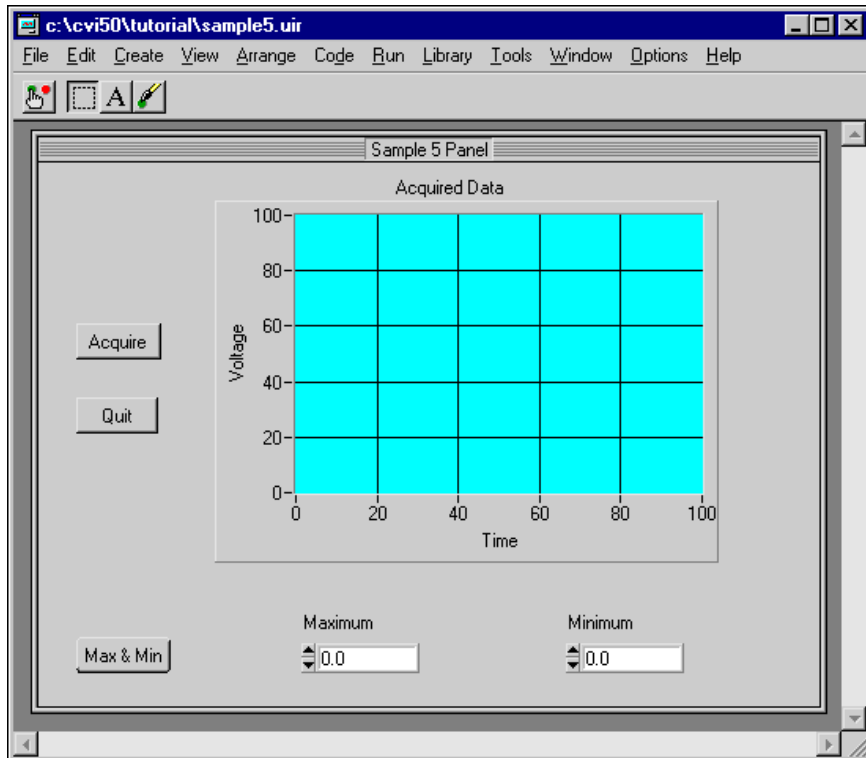 c:\cvi50\tutorial\sample5.uir
File Edit Create View Arrange Code Run Library Tools Window Options Help
A
Sample 5 Panel
Acquired Data
100
80
60
40
20
0
Voltage
0 20 40 60 80 100
Time
Acquire
Quit
Maximum Minimum
Max & Min 0.0 0.0